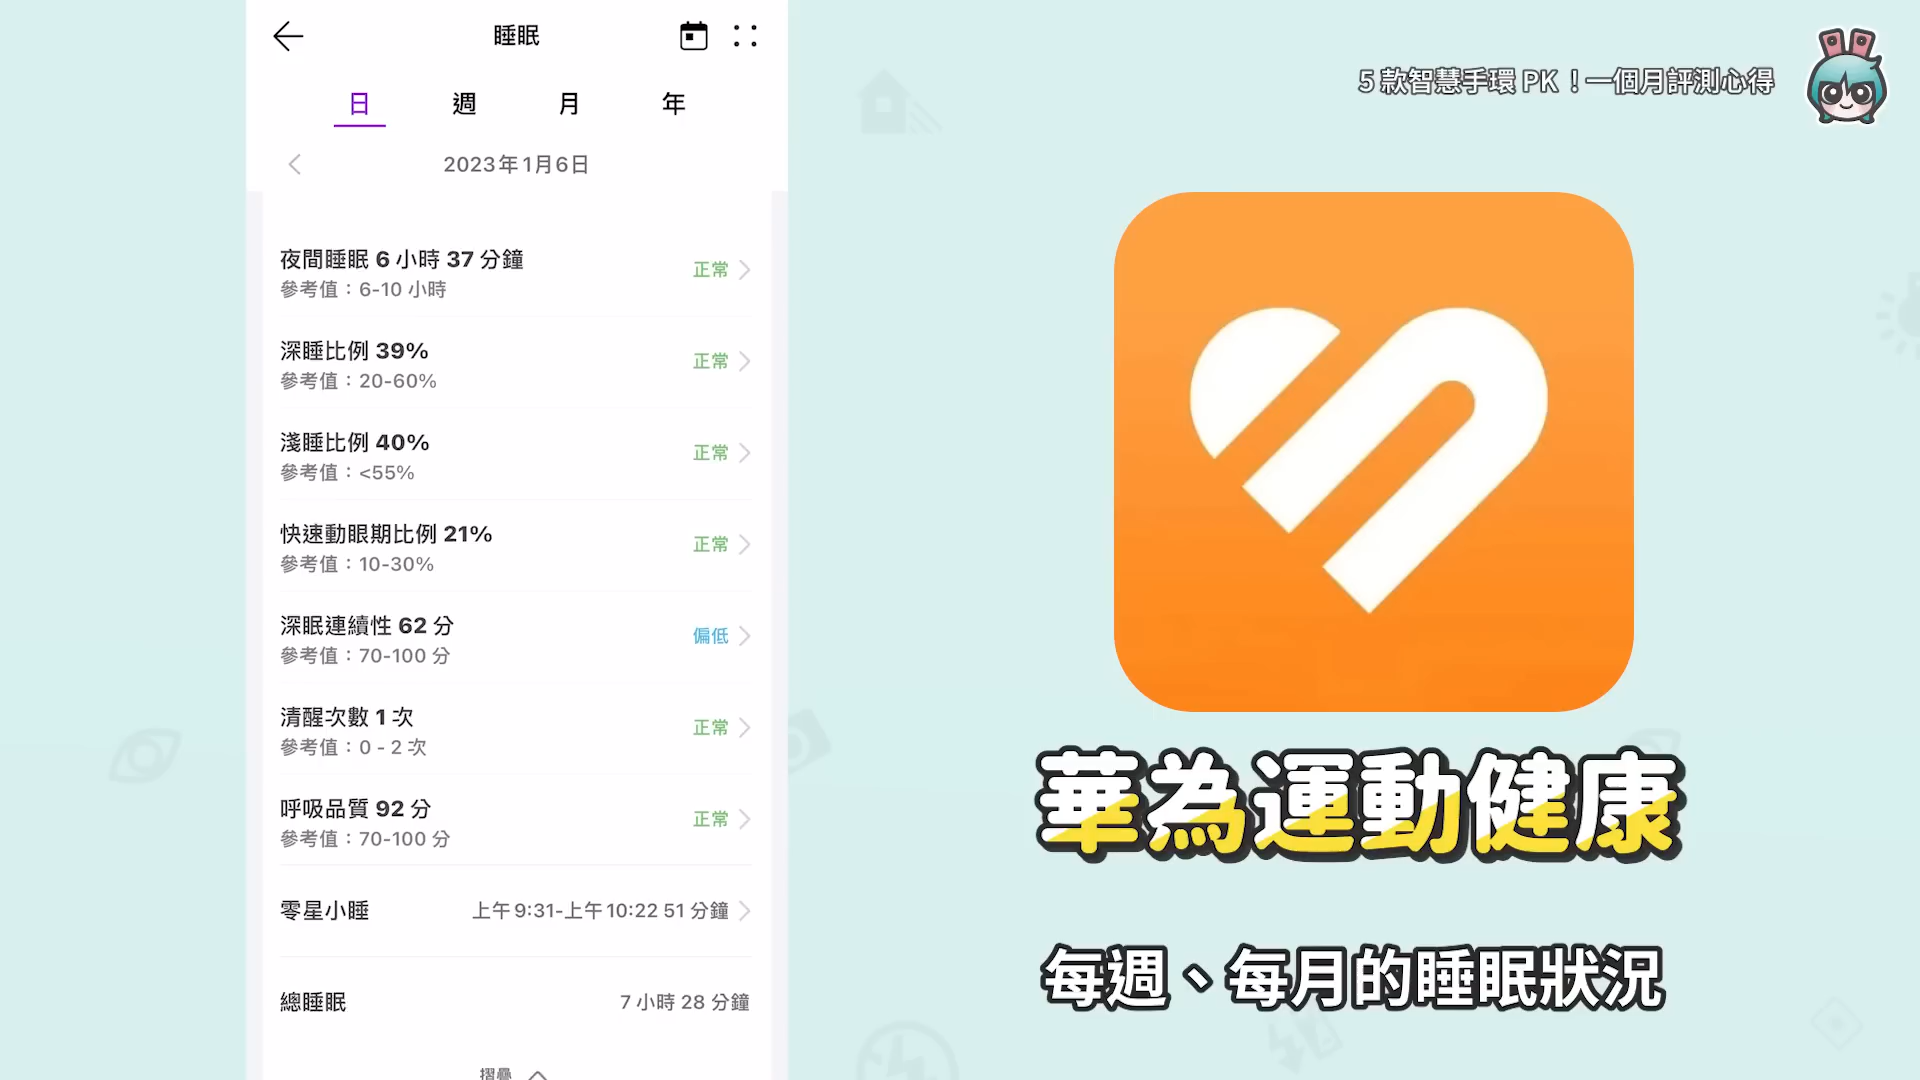 睡眠
日 週 月 年
2023年1月6日
夜間睡眠 6 小時 37 分鐘
參考值：6-10 小時
正常
深睡比例 39%
參考值：20-60%
正常
淺睡比例 40%
參考值：<55%
正常
快速動眼期比例 21%
參考值：10-30%
正常
深眠連續性 62 分
參考值：70-100 分
偏低
清醒次數 1 次
參考值：0 - 2 次
正常
呼吸品質 92 分
參考值：70-100 分
正常
零星小睡 上午 9:31-上午 10:22 51 分鐘
總睡眠 7 小時 28 分鐘
摺疊
5 款智慧手環 PK！一個月評測心得
華為運動健康
每週、每月的睡眠狀況